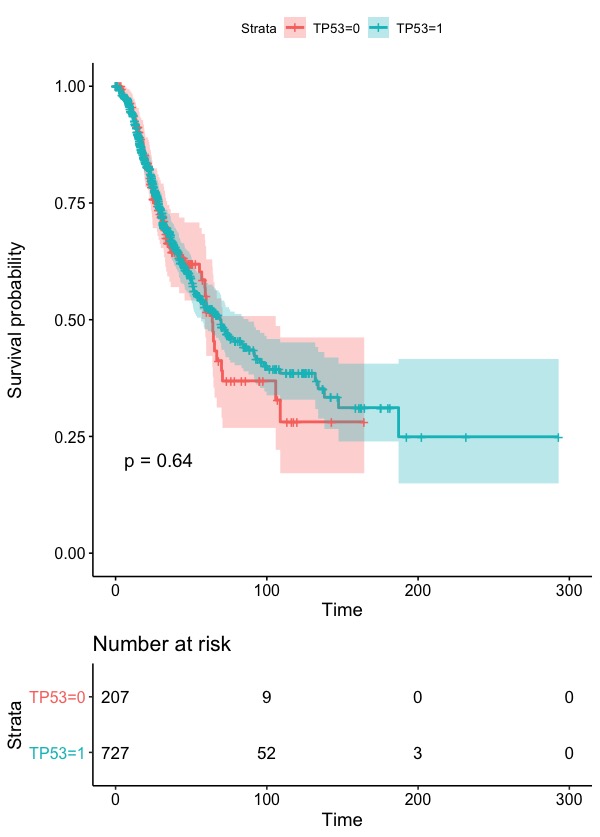 Strata TP53=0 TP53=1
1.00
0.75
0.50
0.25
0.00
Survival probability
p = 0.64
0 100 200 300
Time
Number at risk
Strata
TP53=0 207 9 0 0
TP53=1 727 52 3 0
0 100 200 300
Time